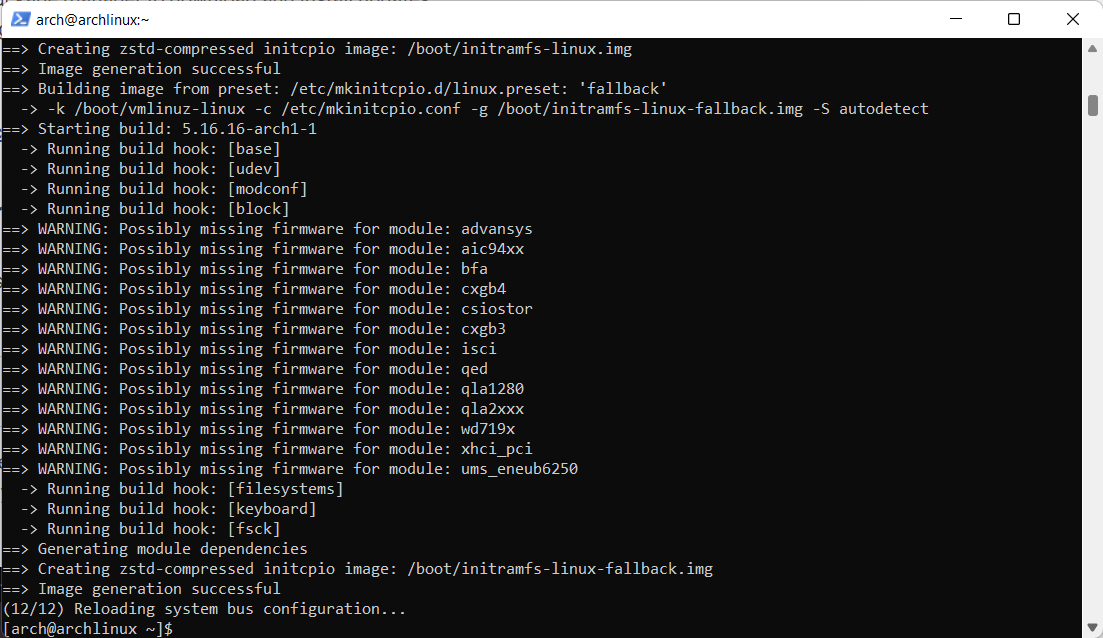 arch@archlinux:~
==> Creating zstd-compressed initcpio image: /boot/initramfs-linux.img
==> Image generation successful
==> Building image from preset: /etc/mkinitcpio.d/linux.preset: 'fallback'
  -> -k /boot/vmlinuz-linux -c /etc/mkinitcpio.conf -g /boot/initramfs-linux-fallback.img -S autodetect
==> Starting build: 5.16.16-arch1-1
  -> Running build hook: [base]
  -> Running build hook: [udev]
  -> Running build hook: [modconf]
  -> Running build hook: [block]
==> WARNING: Possibly missing firmware for module: advansys
==> WARNING: Possibly missing firmware for module: aic94xx
==> WARNING: Possibly missing firmware for module: bfa
==> WARNING: Possibly missing firmware for module: cxgb4
==> WARNING: Possibly missing firmware for module: csiostor
==> WARNING: Possibly missing firmware for module: cxgb3
==> WARNING: Possibly missing firmware for module: isci
==> WARNING: Possibly missing firmware for module: qed
==> WARNING: Possibly missing firmware for module: qla1280
==> WARNING: Possibly missing firmware for module: qla2xxx
==> WARNING: Possibly missing firmware for module: wd719x
==> WARNING: Possibly missing firmware for module: xhci_pci
==> WARNING: Possibly missing firmware for module: ums_eneub6250
  -> Running build hook: [filesystems]
  -> Running build hook: [keyboard]
  -> Running build hook: [fsck]
==> Generating module dependencies
==> Creating zstd-compressed initcpio image: /boot/initramfs-linux-fallback.img
==> Image generation successful
(12/12) Reloading system bus configuration...
[arch@archlinux ~]$